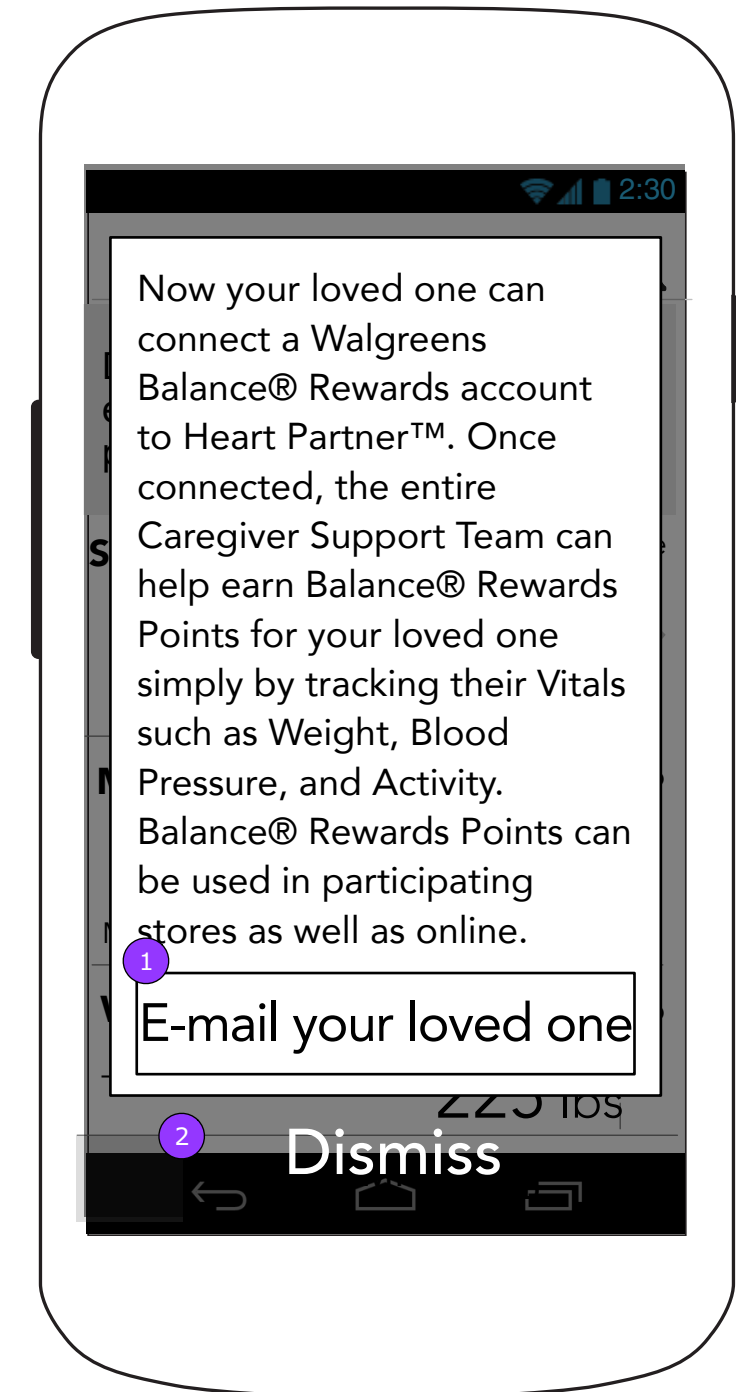 2:30
Now your loved one can
connect a Walgreens
Balance® Rewards account
to Heart Partner™. Once
connected, the entire
Caregiver Support Team can
help earn Balance® Rewards
Points for your loved one
simply by tracking their Vitals
such as Weight, Blood
Pressure, and Activity.
Balance® Rewards Points can
be used in participating
stores as well as online.
1
E-mail your loved one
225 lbs
2
Dismiss